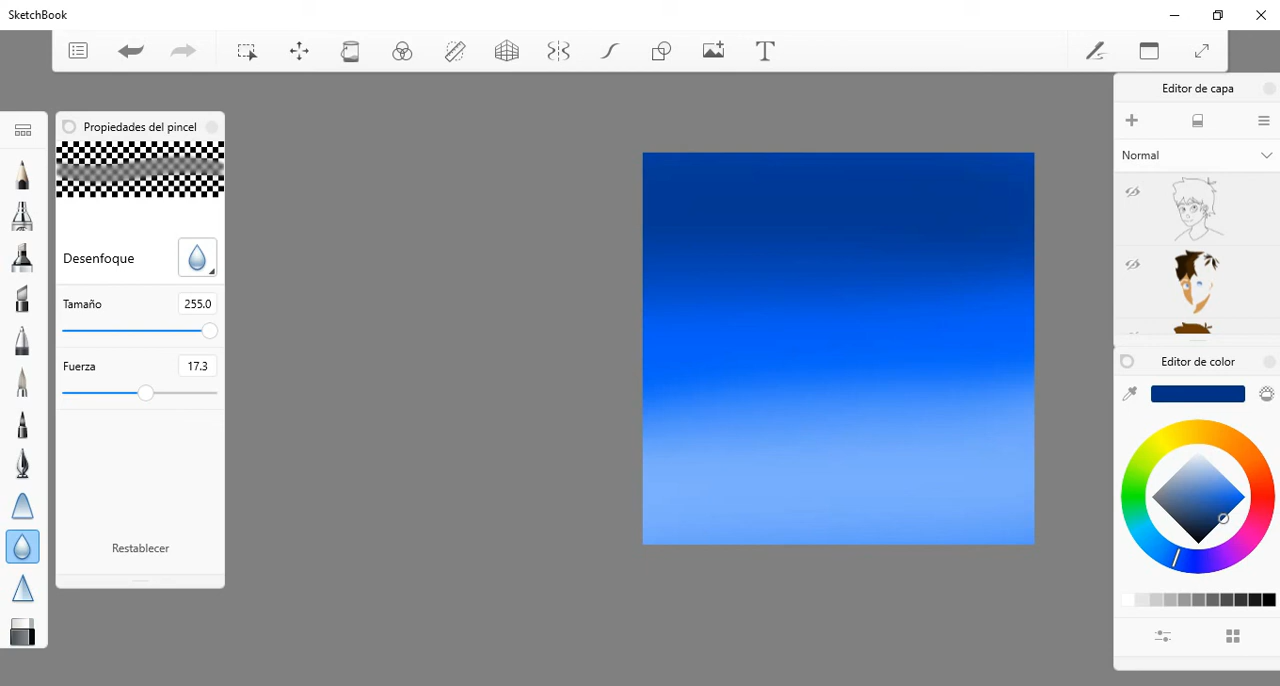 SketchBook
Editor de capa
Propiedades del pincel
Normal
Desenfoque
Tamaño 255.0
Fuerza 17.3
Editor de color
Restablecer